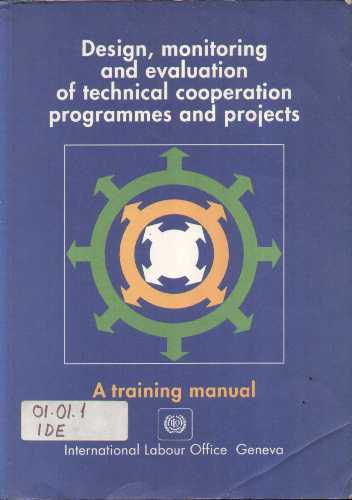 Design, monitoring
and evaluation
of technical cooperation
programmes and projects
A training manual
01.01.1
IDE
International Labour Office Geneva